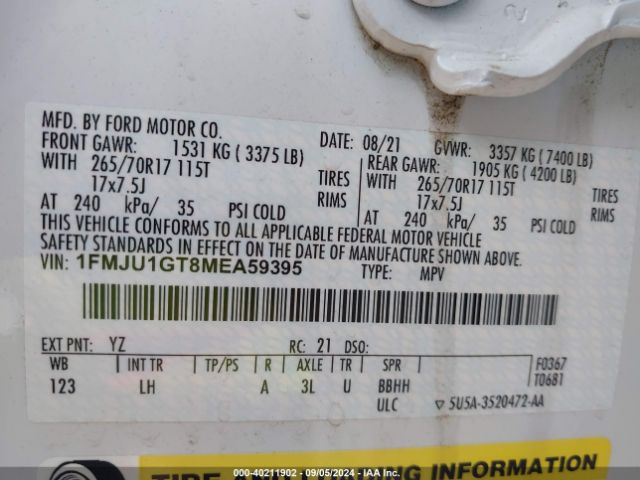 MFD. BY FORD MOTOR CO.
DATE: 08/21 GVWR: 3357 KG (7400 LB)
FRONT GAWR: 1531 KG (3375 LB) REAR GAWR: 1905 KG (4200 LB)
WITH 265/70R17 115T TIRES WITH 265/70R17 115T TIRES
17x7.5J RIMS 17x7.5J RIMS
AT 240 kPa/ 35 PSI COLD AT 240 kPa/ 35 PSI COLD
THIS VEHICLE CONFORMS TO ALL APPLICABLE FEDERAL MOTOR VEHICLE
SAFETY STANDARDS IN EFFECT ON THE DATE OF MANUFACTURE SHOWN ABOVE.
VIN: 1FMJU1GT8MEA59395 TYPE: MPV
EXT PNT: YZ RC: 21 DSO:
WB INT TR TP/PS R AXLE TR SPR F0367
123 LH A 3L U BBHH T0681
ULC 5U5A-3520472-AA
TIRE AND LOADING INFORMATION
000-40211902 - 09/05/2024 - IAAI.COM